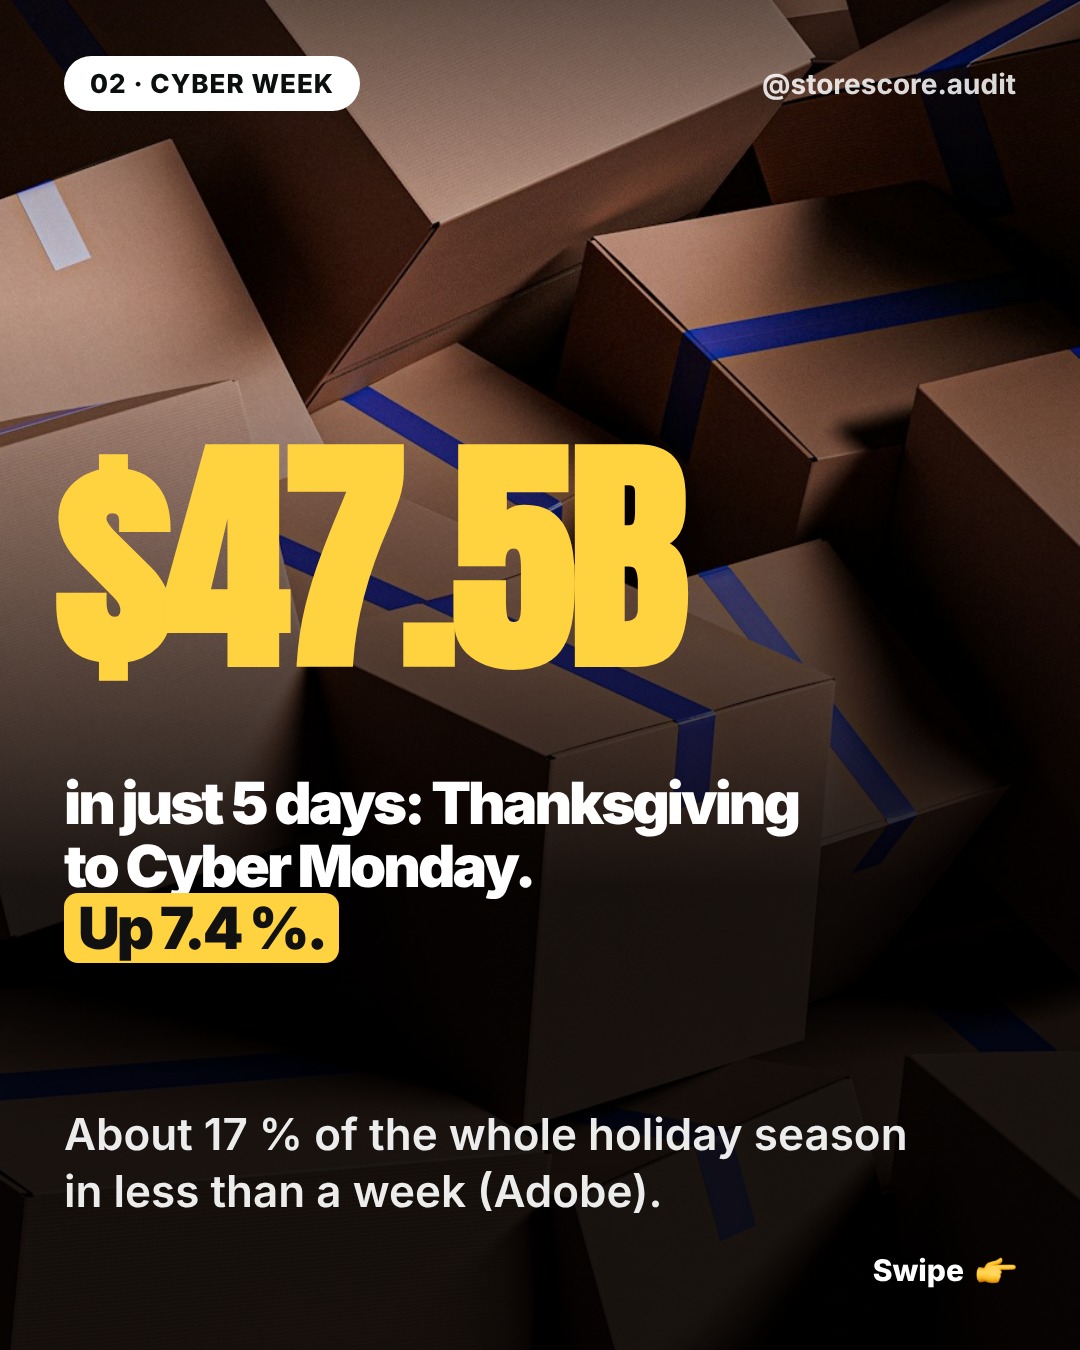 02 · CYBER WEEK
@storescore.audit
$47.5B
in just 5 days: Thanksgiving
to Cyber Monday.
Up 7.4 %.
About 17 % of the whole holiday season
in less than a week (Adobe).
Swipe 👉